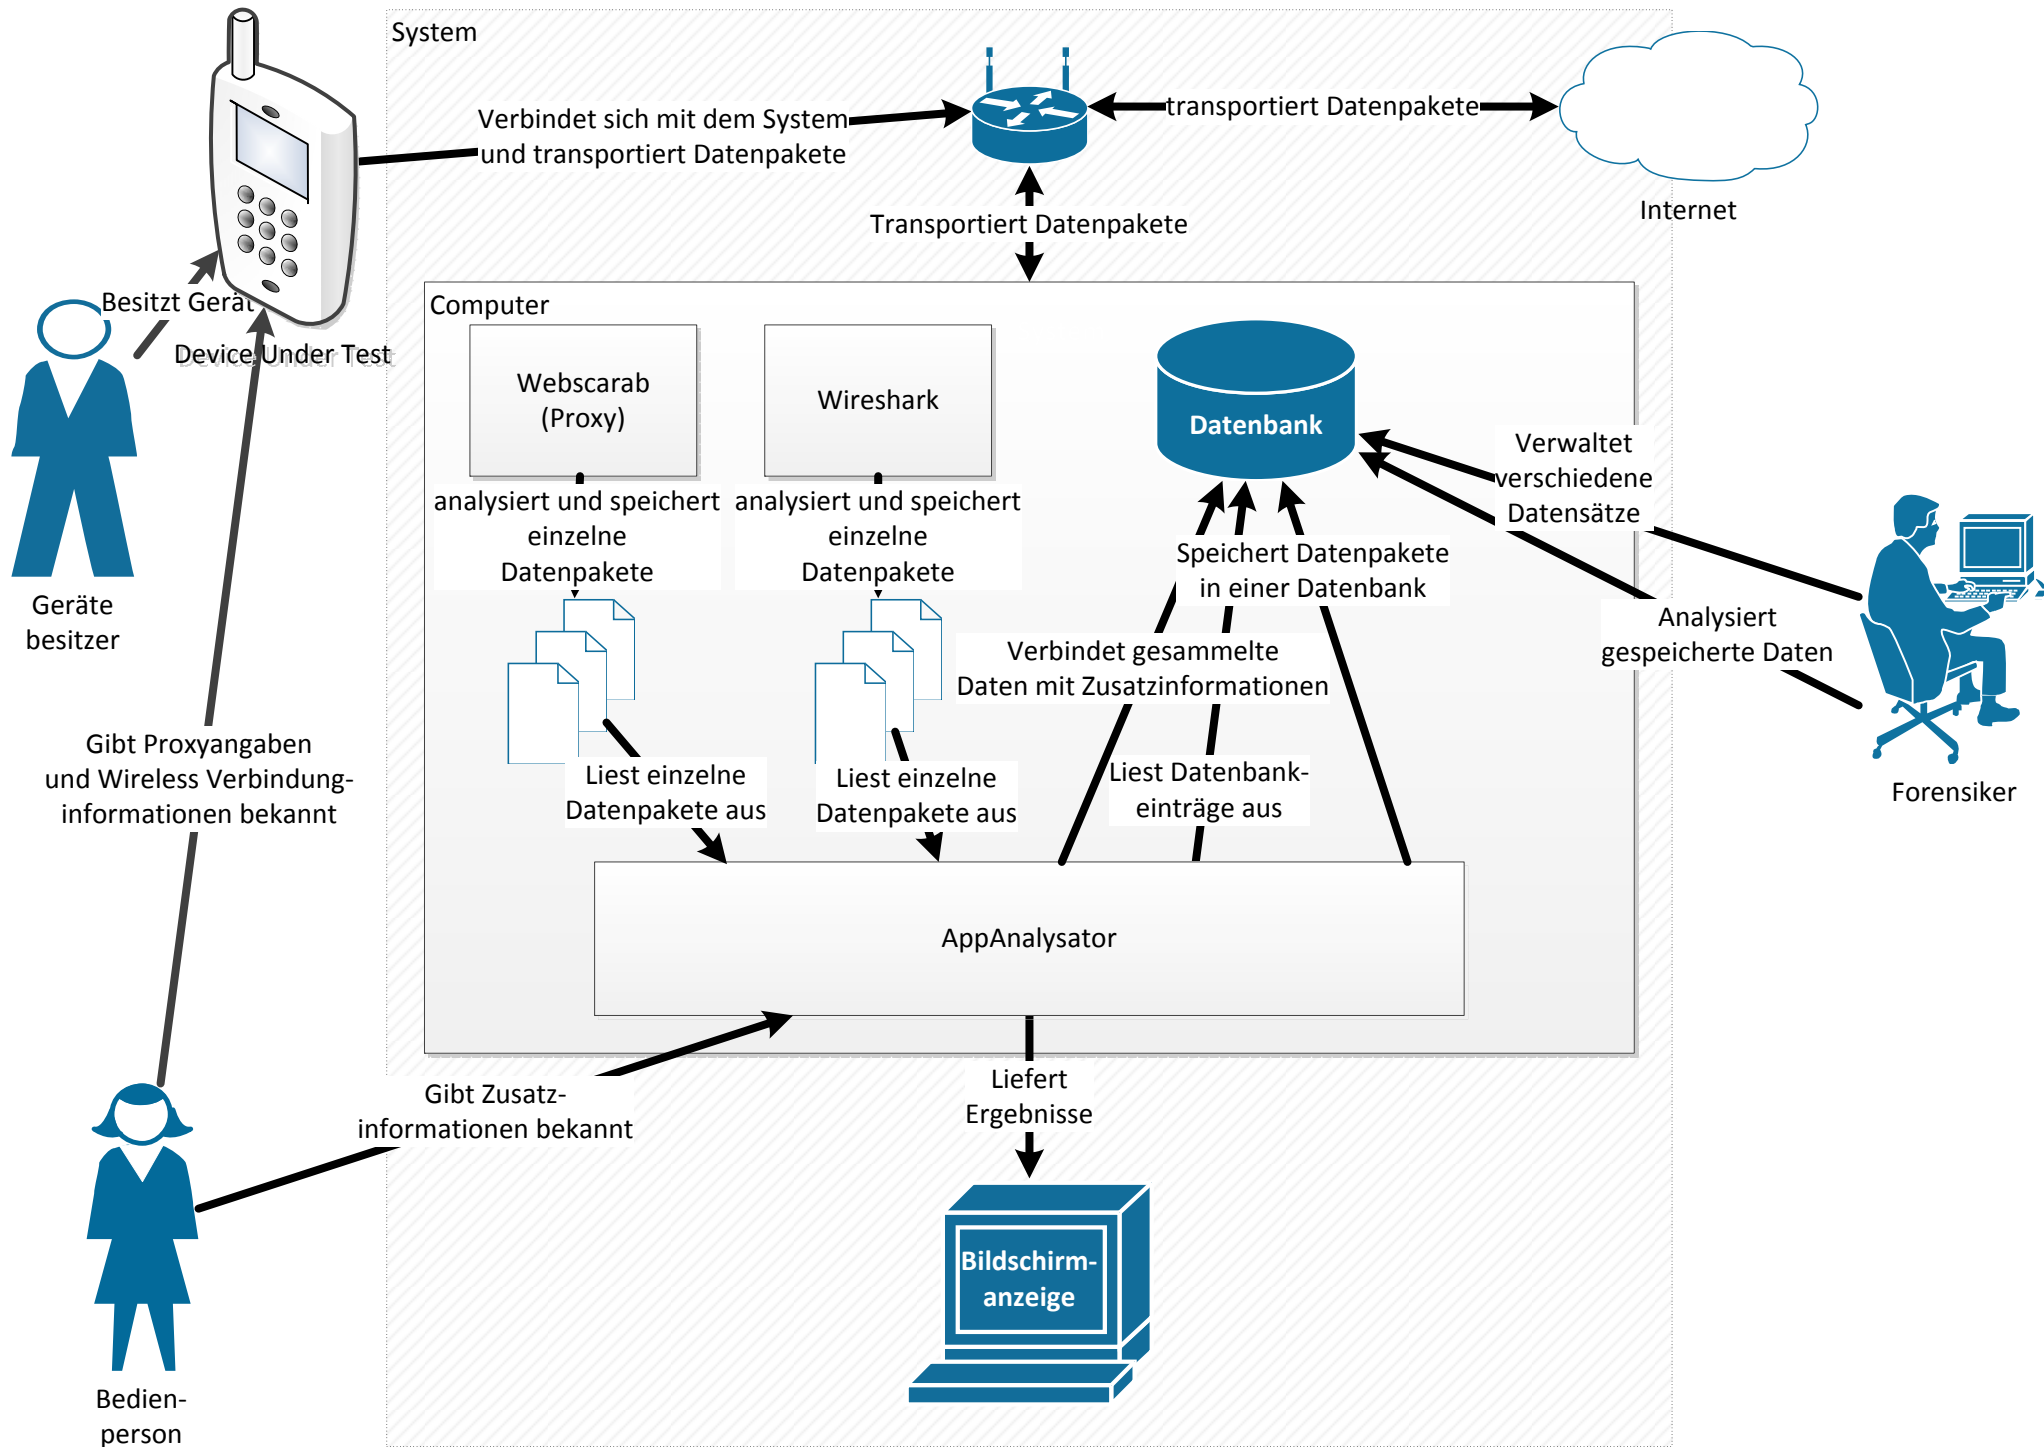 System
Verbindet sich mit dem System
und transportiert Datenpakete
transportiert Datenpakete
Internet
Transportiert Datenpakete
Besitzt Gerät
Device Under Test
Geräte
besitzer
Computer
Webscarab
(Proxy)
Wireshark
Datenbank
analysiert und speichert
einzelne
Datenpakete
analysiert und speichert
einzelne
Datenpakete
Verwaltet
verschiedene
Datensätze
Speichert Datenpakete
in einer Datenbank
Analysiert
gespeicherte Daten
Verbindet gesammelte
Daten mit Zusatzinformationen
Forensiker
Gibt Proxyangaben
und Wireless Verbindung-
informationen bekannt
Liest einzelne
Datenpakete aus
Liest einzelne
Datenpakete aus
Liest Datenbank-
einträge aus
AppAnalysator
Gibt Zusatz-
informationen bekannt
Liefert
Ergebnisse
Bildschirm-
anzeige
Bedien-
person